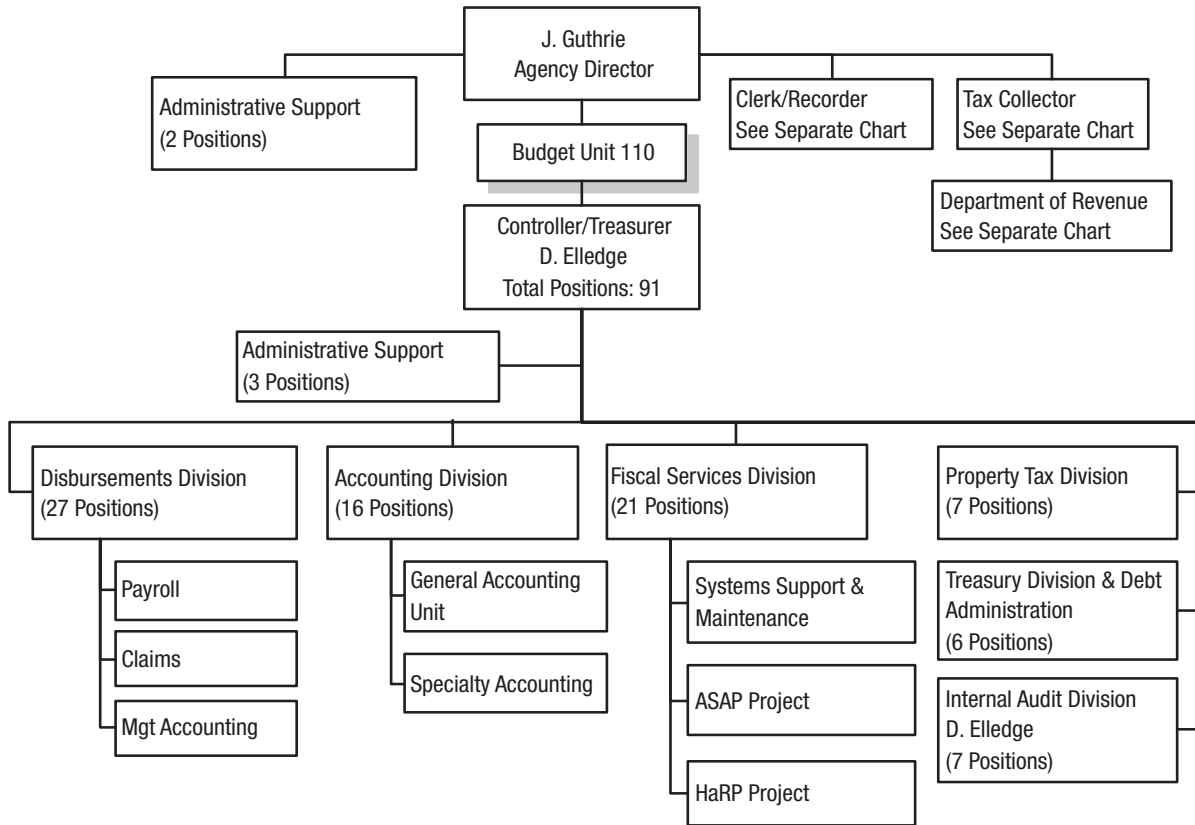 J. Guthrie
Agency Director
Administrative Support
(2 Positions)
Clerk/Recorder
See Separate Chart
Tax Collector
See Separate Chart
Budget Unit 110
Department of Revenue
See Separate Chart
Controller/Treasurer
D. Elledge
Total Positions: 91
Administrative Support
(3 Positions)
Disbursements Division
(27 Positions)
Payroll
Claims
Mgt Accounting
Accounting Division
(16 Positions)
General Accounting
Unit
Specialty Accounting
Fiscal Services Division
(21 Positions)
Systems Support &
Maintenance
ASAP Project
HaRP Project
Property Tax Division
(7 Positions)
Treasury Division & Debt
Administration
(6 Positions)
Internal Audit Division
D. Elledge
(7 Positions)